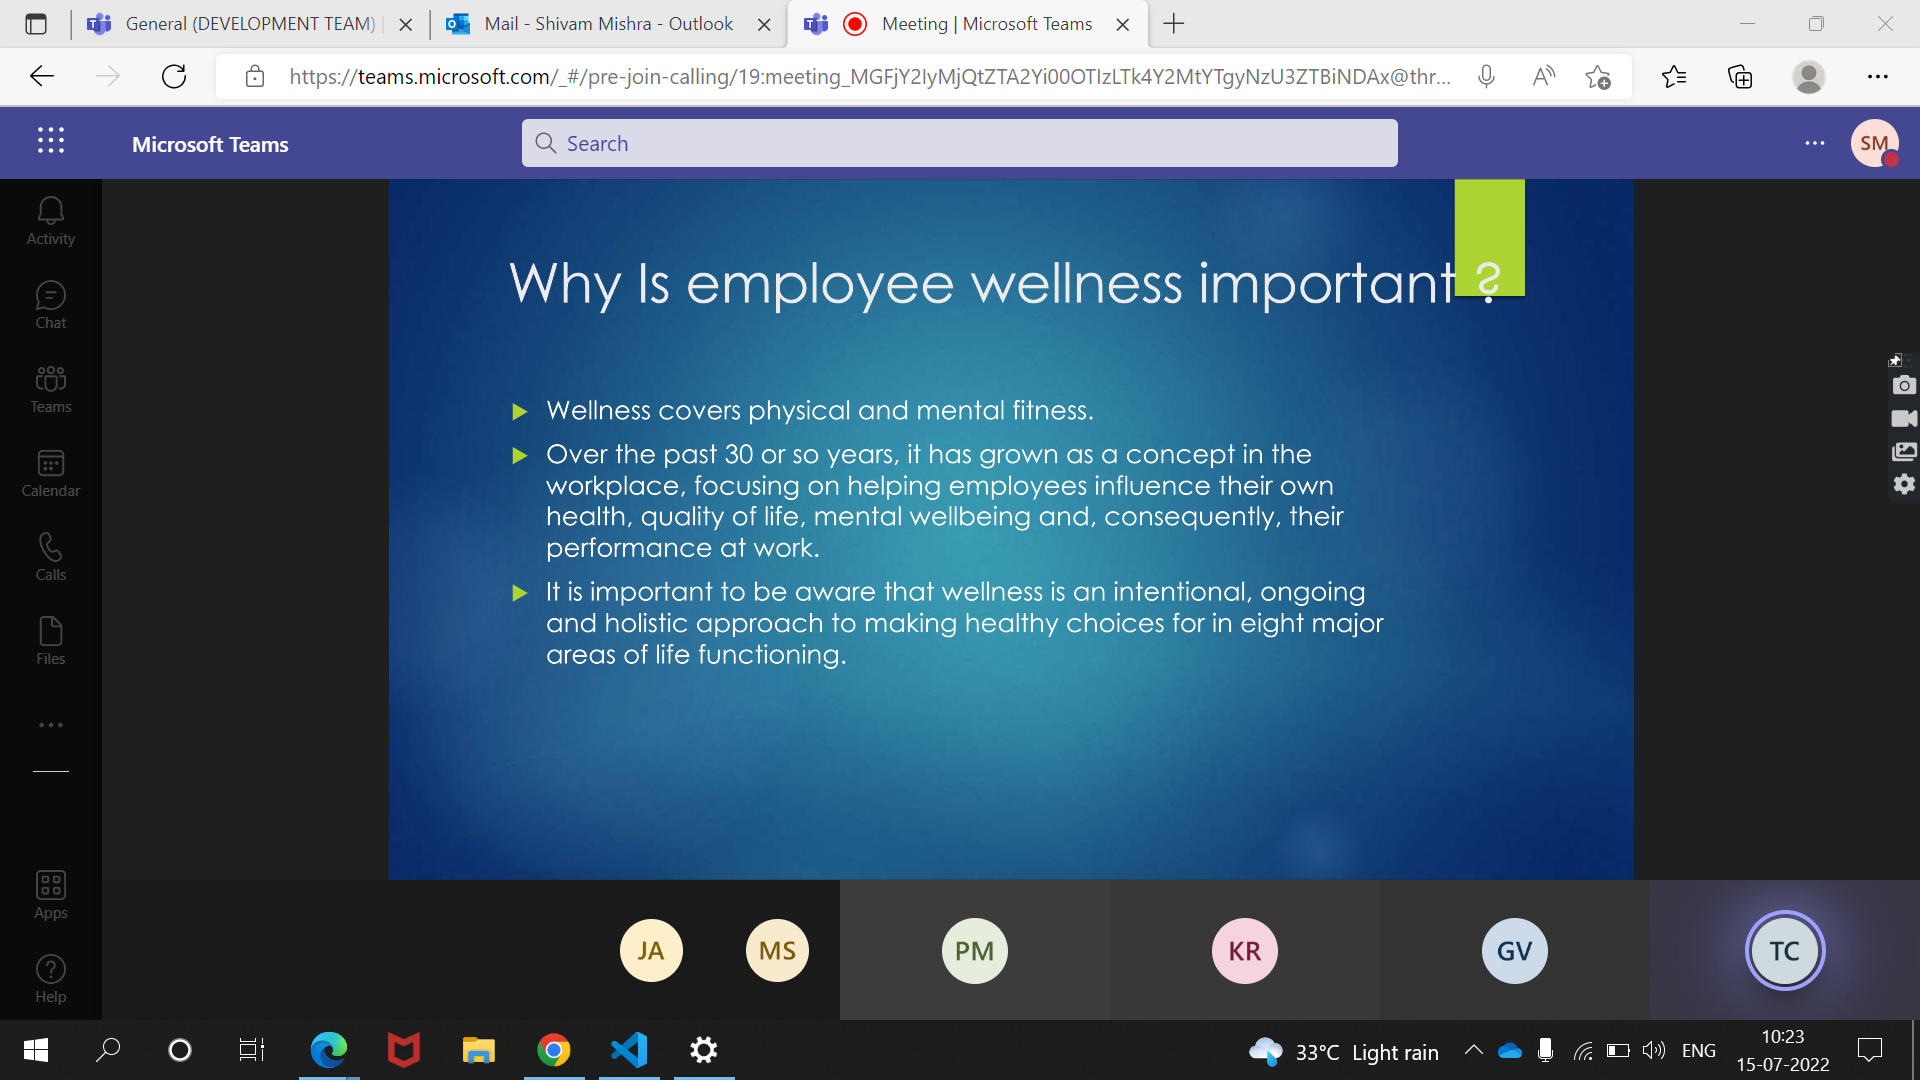 General (DEVELOPMENT TEAM) |
Mail - Shivam Mishra - Outlook
Meeting | Microsoft Teams
https://teams.microsoft.com/_#/pre-join-calling/19:meeting_MGFjY2IyMjQtZTA2Yi00OTIzLTk4Y2MtYTgyNzU3ZTBiNDAx@thr...
Microsoft Teams
Search
SM
Activity
Chat
Teams
Calendar
Calls
Files
Apps
Help
Why Is employee wellness important ?
Wellness covers physical and mental fitness.
Over the past 30 or so years, it has grown as a concept in the
workplace, focusing on helping employees influence their own
health, quality of life, mental wellbeing and, consequently, their
performance at work.
It is important to be aware that wellness is an intentional, ongoing
and holistic approach to making healthy choices for in eight major
areas of life functioning.
JA
MS
PM
KR
GV
TC
33°C Light rain
ENG
10:23
15-07-2022